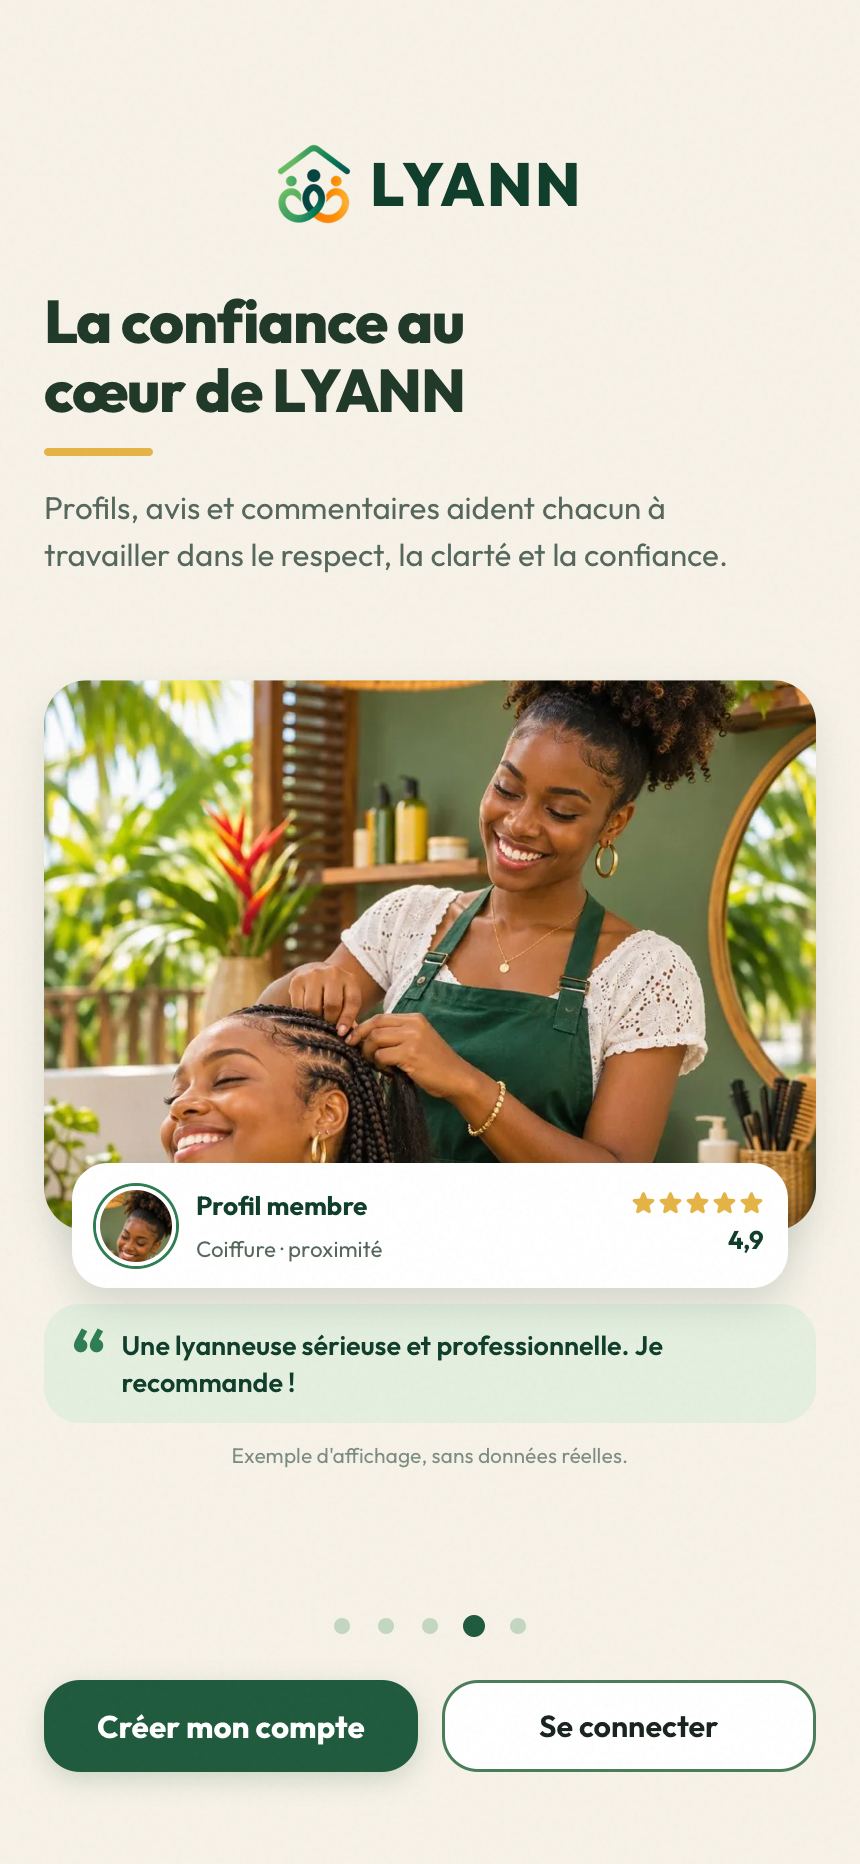 LYANN
La confiance au
cœur de LYANN
Profils, avis et commentaires aident chacun à
travailler dans le respect, la clarté et la confiance.
Profil membre
Coiffure · proximité
4,9
“ Une lyanneuse sérieuse et professionnelle. Je
recommande !
Exemple d'affichage, sans données réelles.
Créer mon compte
Se connecter